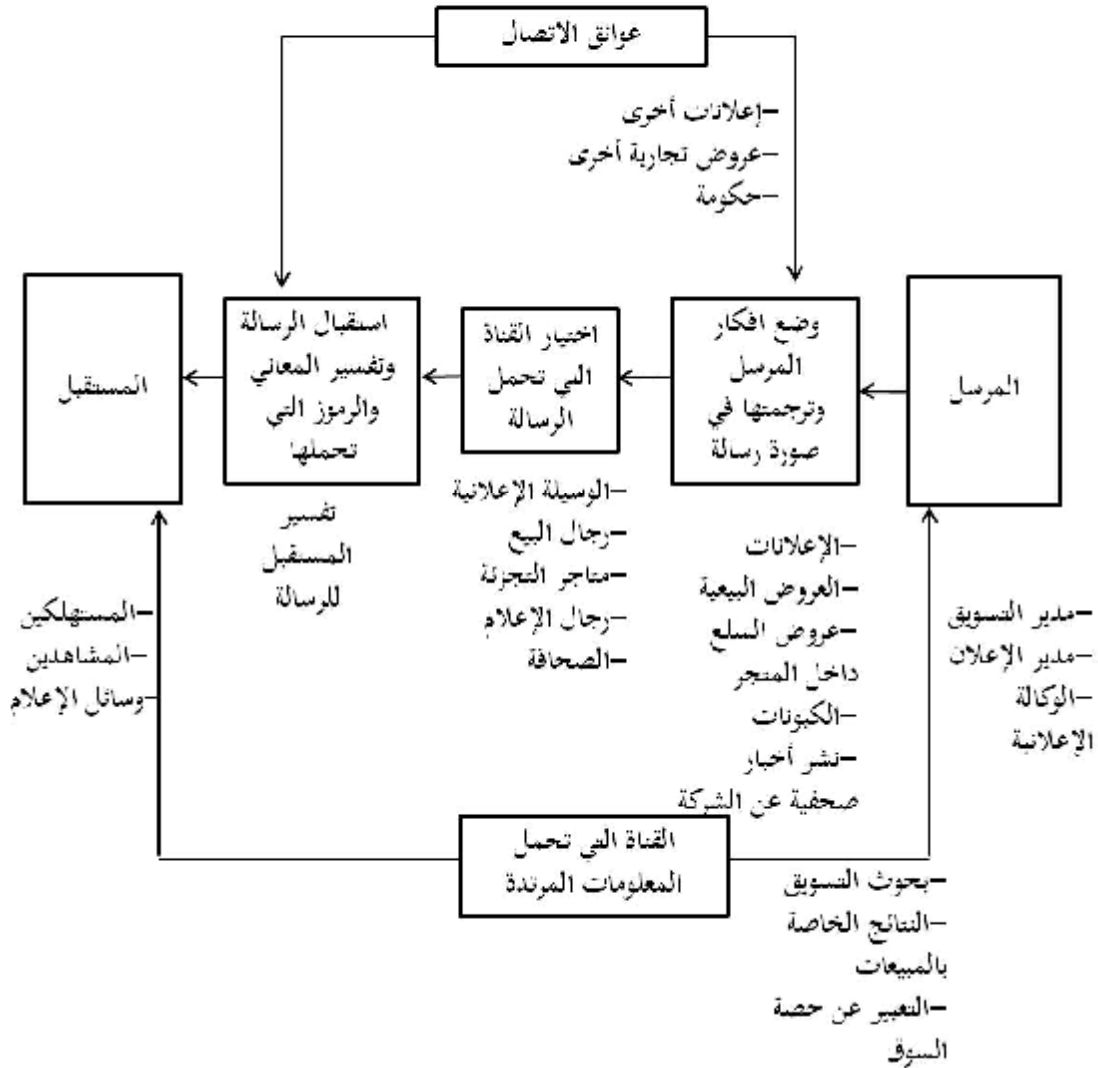 عوائق الاتصال
–إعلانات أخرى
–عروض تجارية أخرى
–حكومة
المرسل
وضع افكار
المرسل
وترجمتها في
صورة رسالة
اختيار القناة
التي تحمل
الرسالة
استقبال الرسالة
وتفسير المعاني
والرموز التي
تحملها
المستقبل
–مدير التسويق
–مدير الإعلان
–الوكالة
الإعلانية
–الإعلانات
–العروض البيعية
–عروض السلع
داخل المتجر
–الكبونات
–نشر أخبار
صحفية عن الشركة
–الوسيلة الإعلانية
–رجال البيع
–متاجر التجزئة
–رجال الإعلام
–الصحافة
تفسير
المستقبل
للرسالة
–المستهلكين
–المشاهدين
–وسائل الإعلام
القناة التي تحمل
المعلومات المرتدة
–بحوث التسويق
–النتائج الخاصة
بالمبيعات
–التعبير عن حصة
السوق